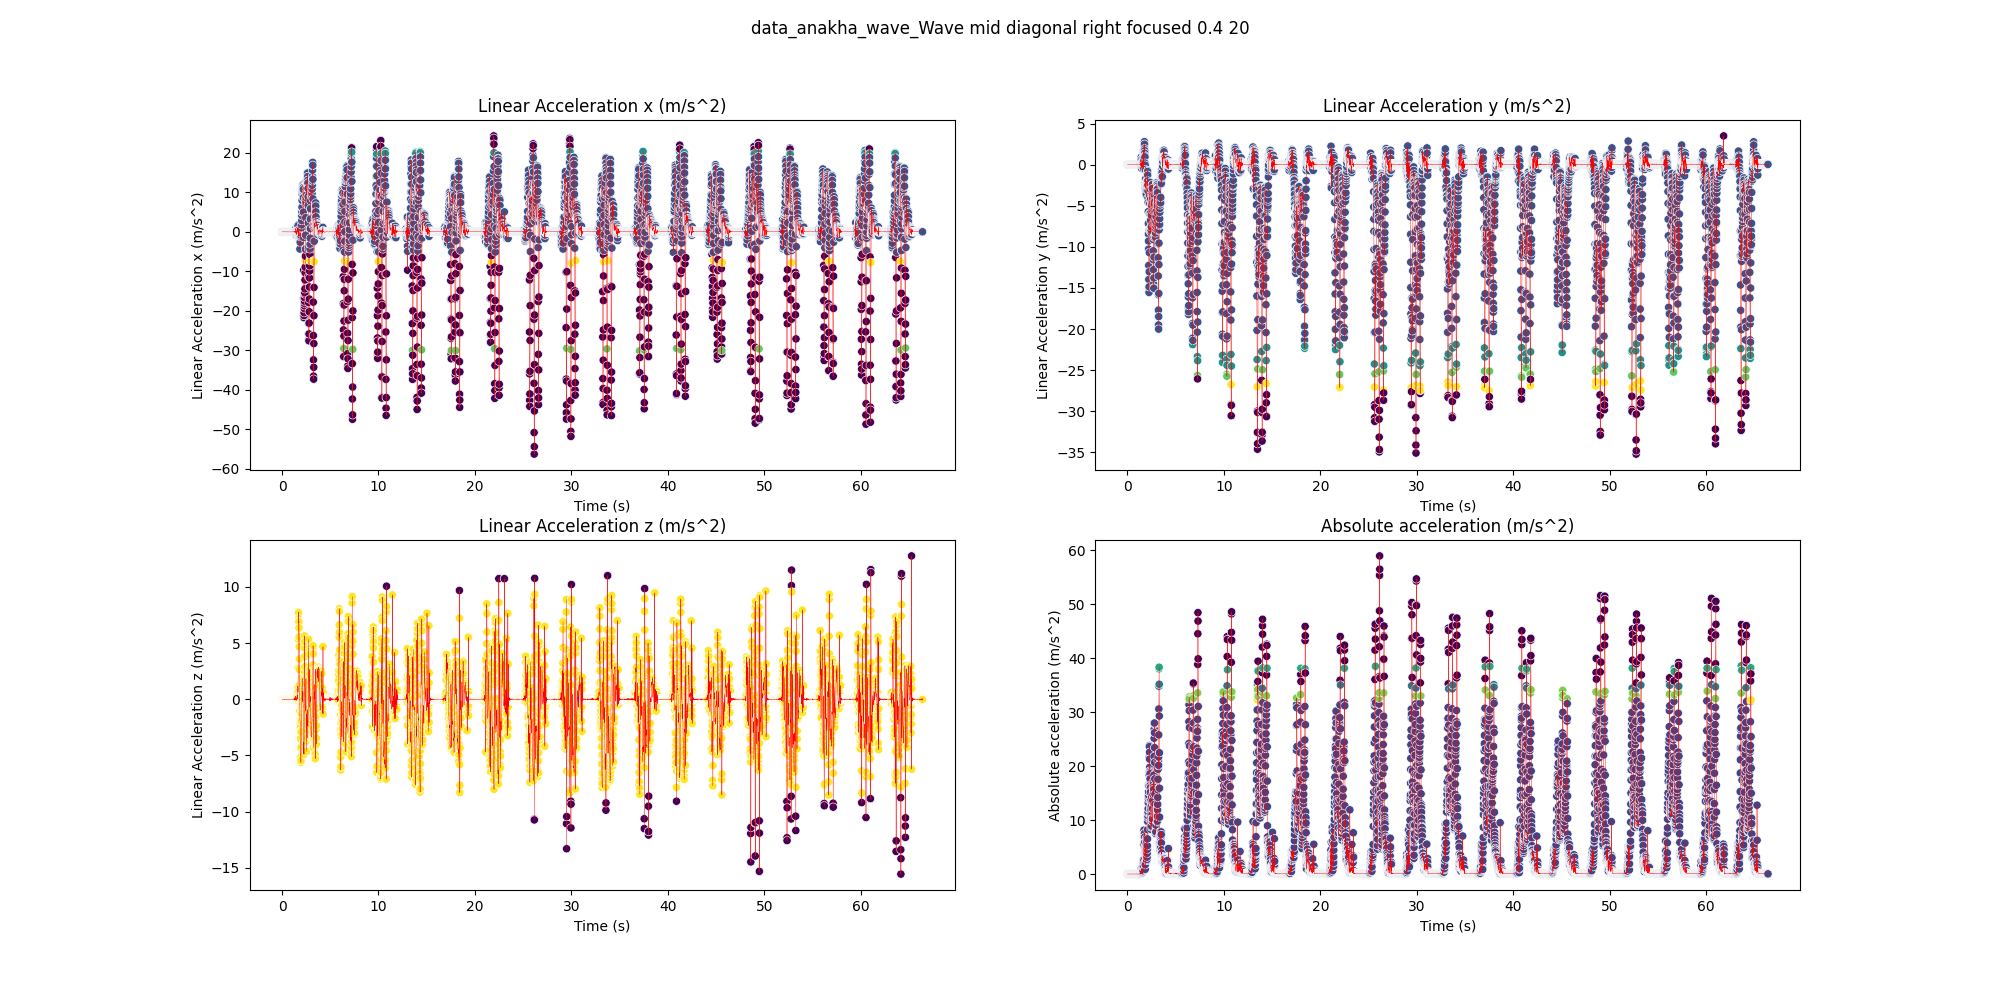 data_anakha_wave_Wave mid diagonal right focused 0.4 20
Linear Acceleration x (m/s^2)
Linear Acceleration x (m/s^2)
20
10
0
−10
−20
−30
−40
−50
−60
0 10 20 30 40 50 60
Time (s)
Linear Acceleration y (m/s^2)
Linear Acceleration y (m/s^2)
5
0
−5
−10
−15
−20
−25
−30
−35
0 10 20 30 40 50 60
Time (s)
Linear Acceleration z (m/s^2)
Linear Acceleration z (m/s^2)
10
5
0
−5
−10
−15
0 10 20 30 40 50 60
Time (s)
Absolute acceleration (m/s^2)
Absolute acceleration (m/s^2)
60
50
40
30
20
10
0
0 10 20 30 40 50 60
Time (s)